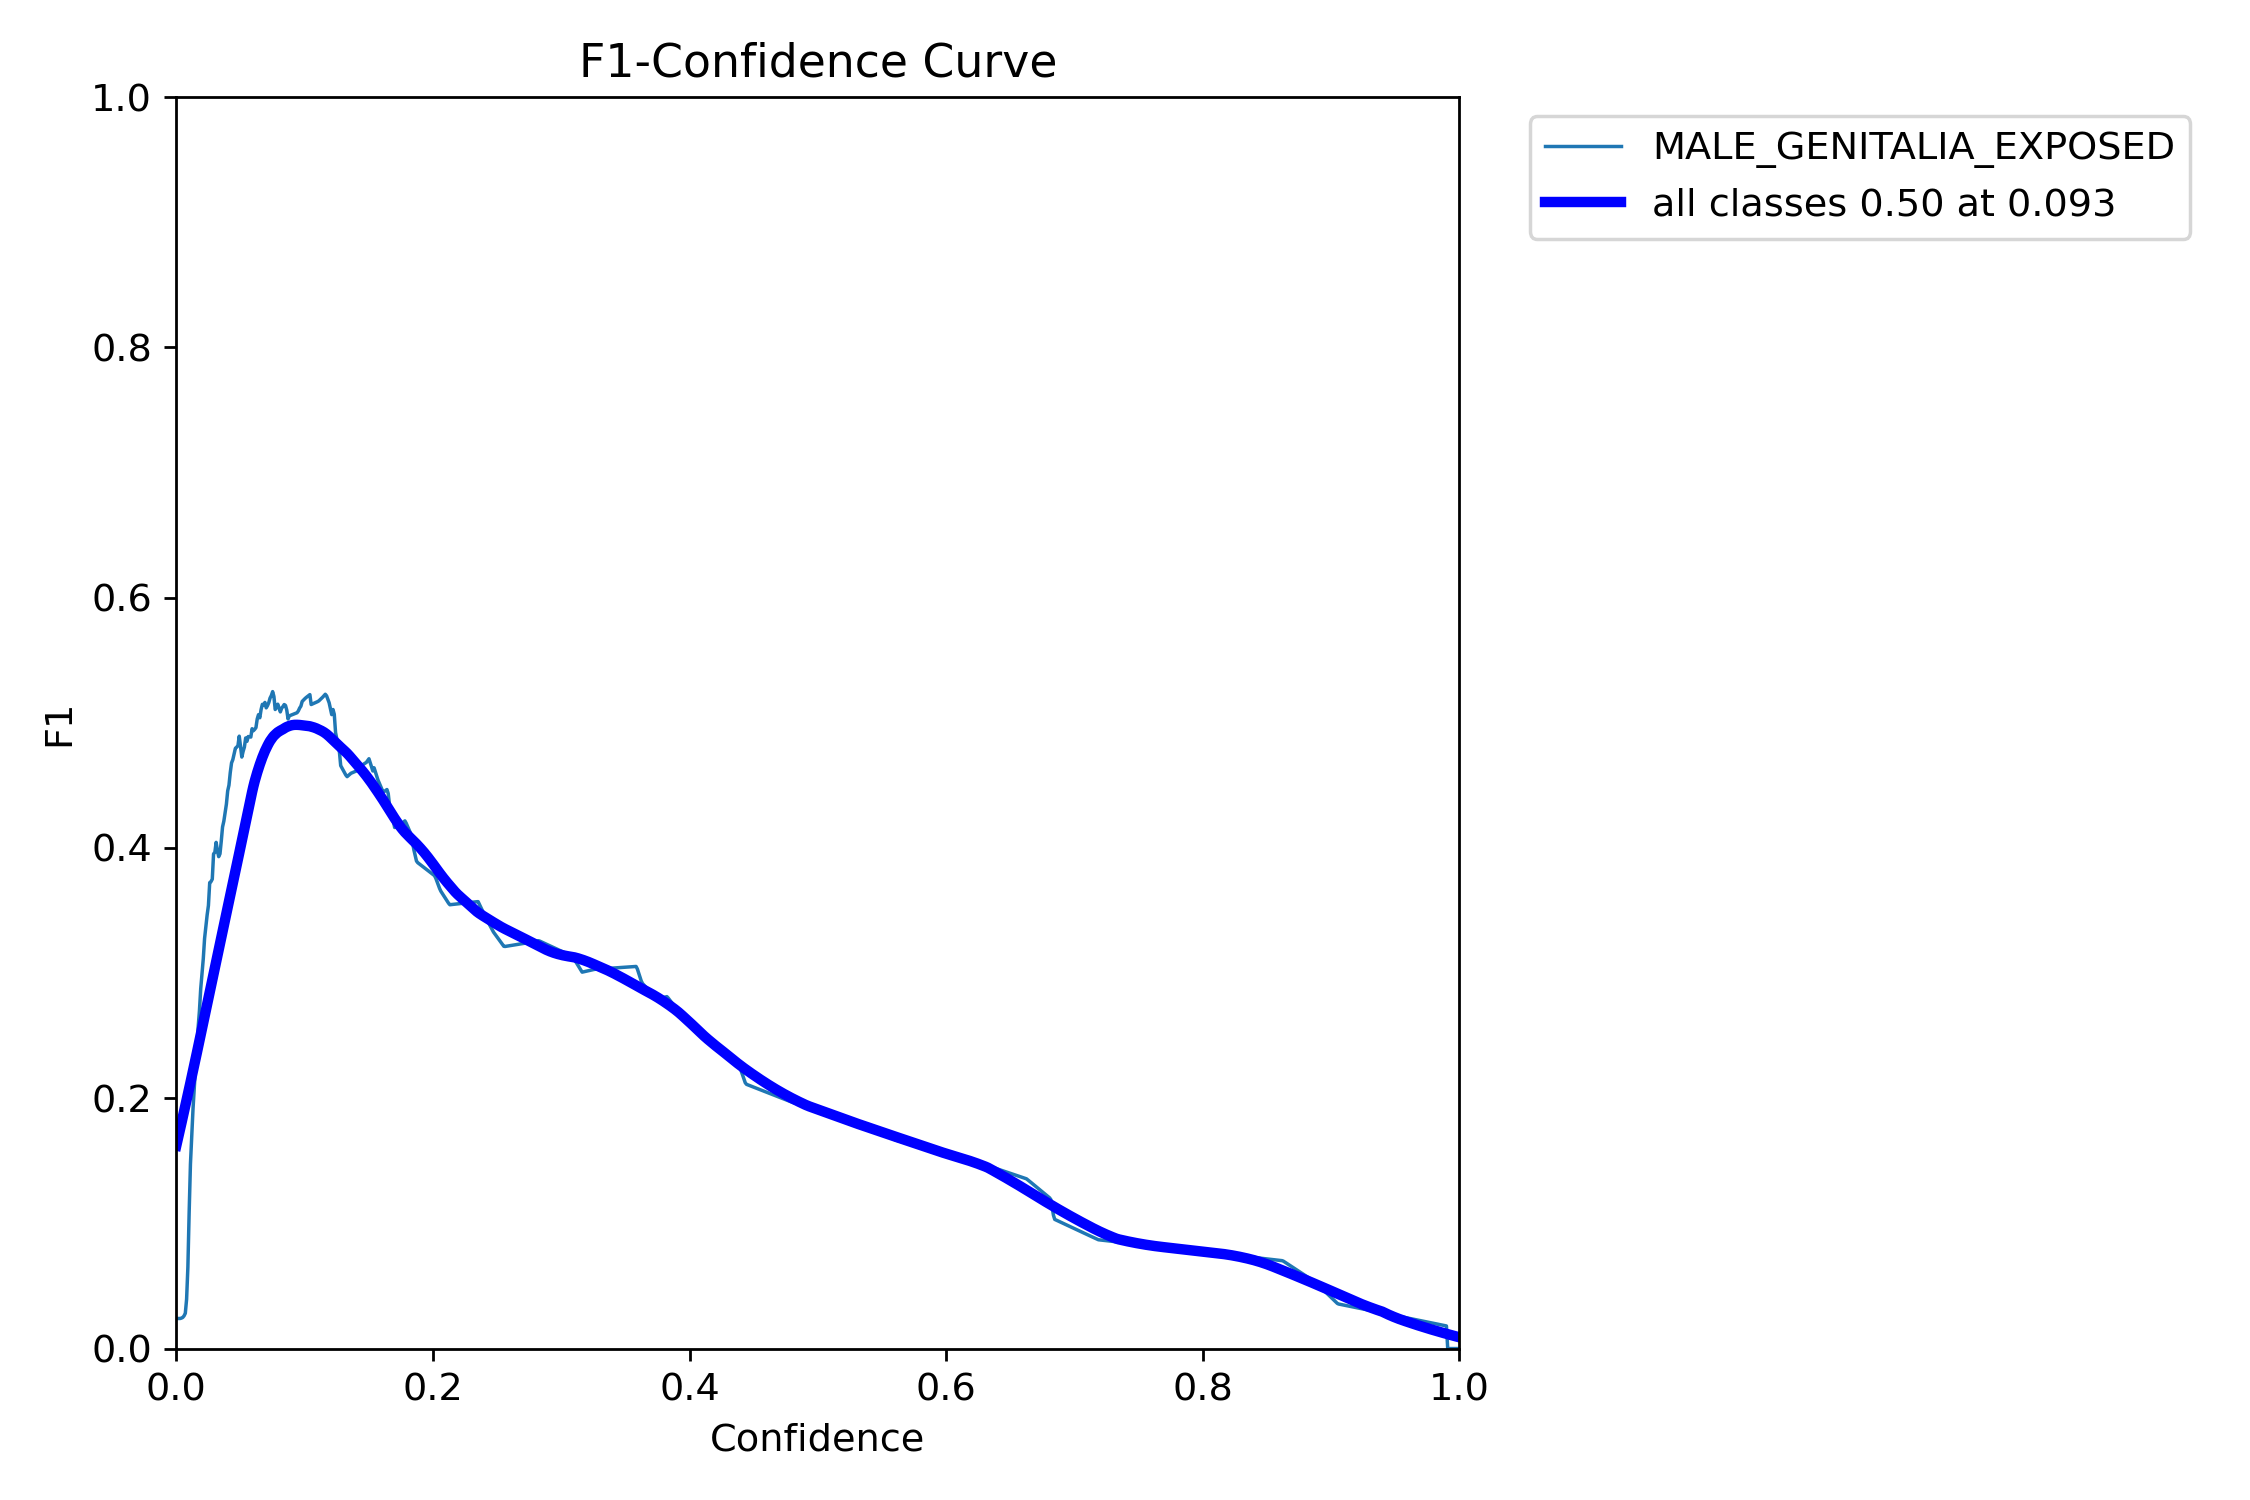 F1-Confidence Curve
1.0
0.8
0.6
0.4
0.2
0.0
F1
0.0 0.2 0.4 0.6 0.8 1.0
Confidence
MALE_GENITALIA_EXPOSED
all classes 0.50 at 0.093